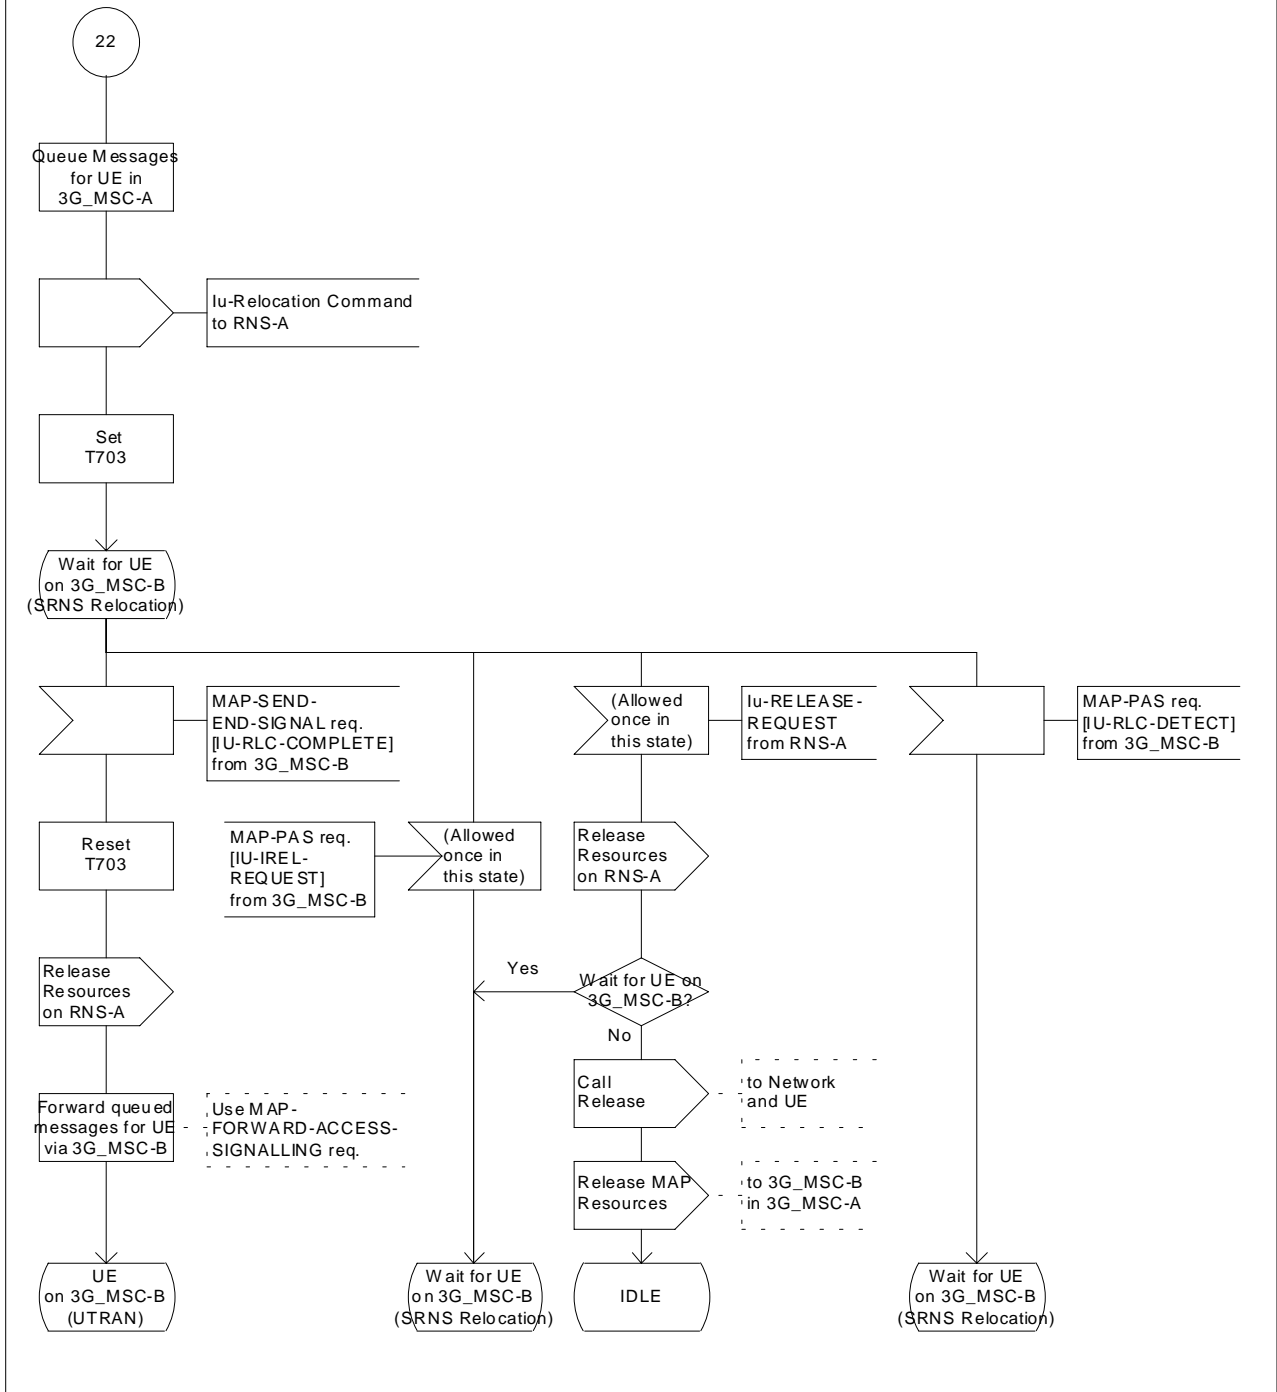 22
Queue Messages
for UE in
3G_MSC-A
Iu-Relocation Command
to RNS-A
Set
T703
Wait for UE
on 3G_MSC-B
(SRNS Relocation)
MAP-SEND-
END-SIGNAL req.
[IU-RLC-COMPLETE]
from 3G_MSC-B
(Allowed
once in
this state)
Iu-RELEASE-
REQUEST
from RNS-A
MAP-PAS req.
[IU-RLC-DETECT]
from 3G_MSC-B
Reset
T703
MAP-PAS req.
[IU-IREL-
REQUEST]
from 3G_MSC-B
(Allowed
once in
this state)
Release
Resources
on RNS-A
Release
Resources
on RNS-A
Yes
Wait for UE on
3G_MSC-B?
No
Call
Release
to Network
and UE
Forward queued
messages for UE
via 3G_MSC-B
Use MAP-
FORWARD-ACCESS-
SIGNALLING req.
Release MAP
Resources
to 3G_MSC-B
in 3G_MSC-A
UE
on 3G_MSC-B
(UTRAN)
Wait for UE
on 3G_MSC-B
(SRNS Relocation)
IDLE
Wait for UE
on 3G_MSC-B
(SRNS Relocation)